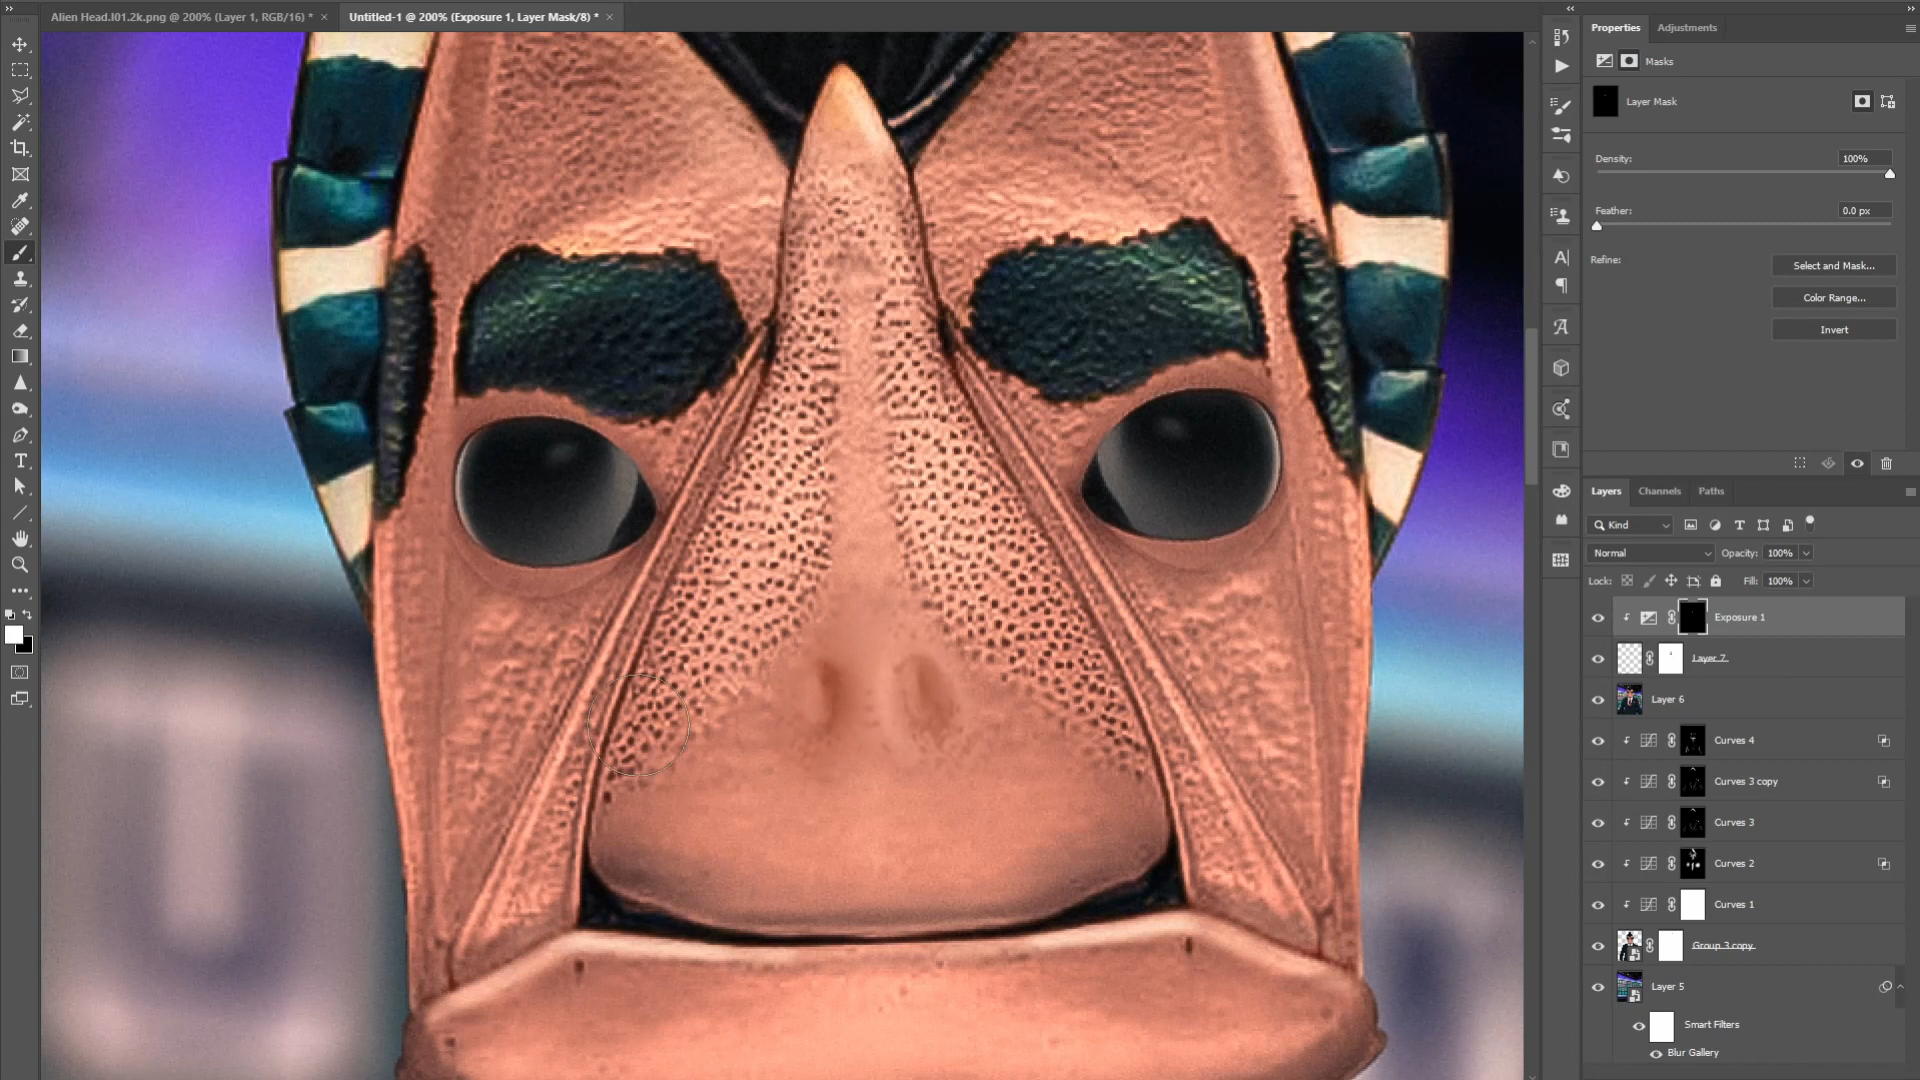 Alien Head.l01.2k.png @ 200% (Layer 1, RGB/16) * ×
Untitled-1 @ 200% (Exposure 1, Layer Mask/8) * ×
Properties
Adjustments
Masks
Layer Mask
Density:
100%
Feather:
0.0 px
Refine:
Select and Mask...
Color Range...
Invert
Layers
Channels
Paths
Kind
Normal
Opacity: 100%
Lock:
Fill: 100%
Exposure 1
Layer 7
Layer 6
Curves 4
Curves 3 copy
Curves 3
Curves 2
Curves 1
Group 3 copy
Layer 5
Smart Filters
Blur Gallery